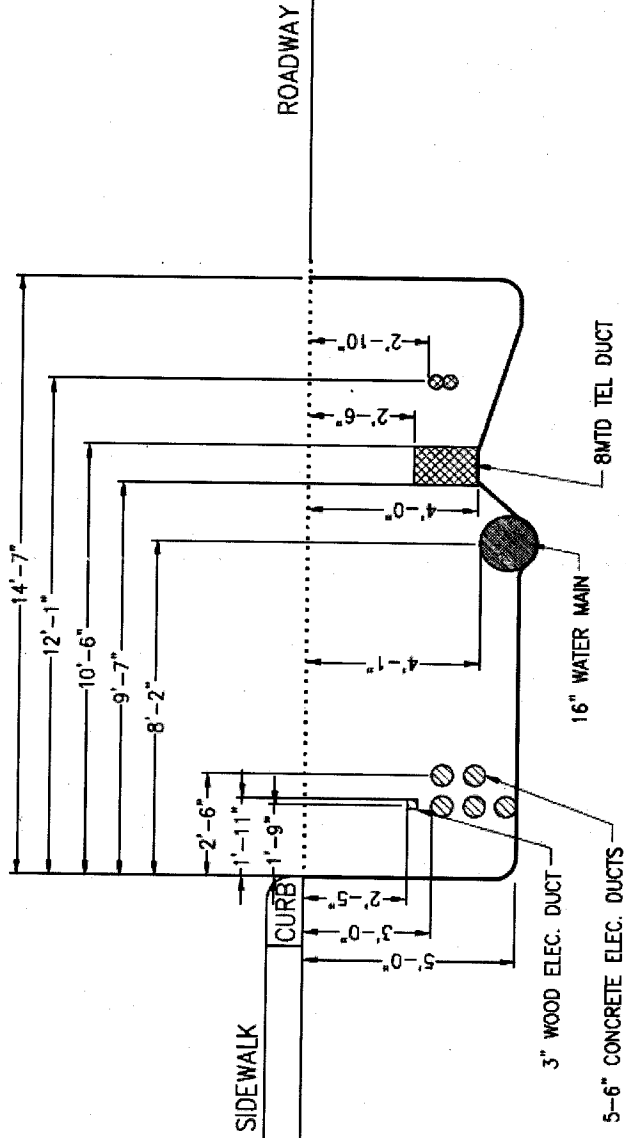 ROADWAY
14'-7"
12'-1"
10'-6"
9'-7"
8'-2"
2'-6"
1'-11"
1'-9"
2'-10"
2'-6"
4'-0"
4'-1"
SIDEWALK
CURB
2'-5"
3'-0"
5'-0"
8MTD TEL DUCT
16" WATER MAIN
3" WOOD ELEC. DUCT
5-6" CONCRETE ELEC. DUCTS